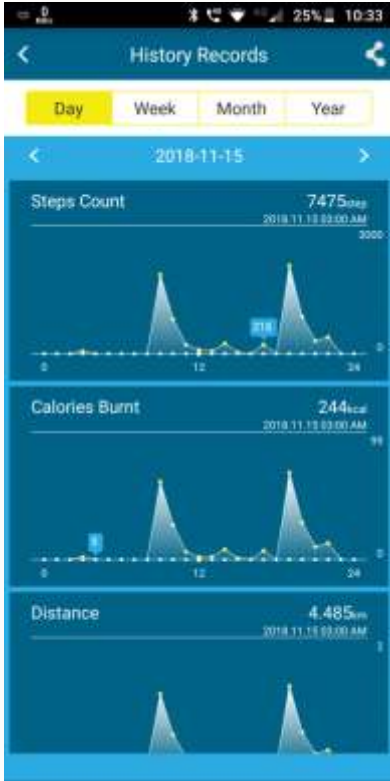 25% 10:33
History Records
Day Week Month Year
2018-11-15
Steps Count 7475step
2018.11.15 03:00 AM
3000
218
0
0 12 24
Calories Burnt 244kcal
2018.11.15 03:00 AM
99
0
0 12 24
Distance 4.485km
2018.11.15 03:00 AM